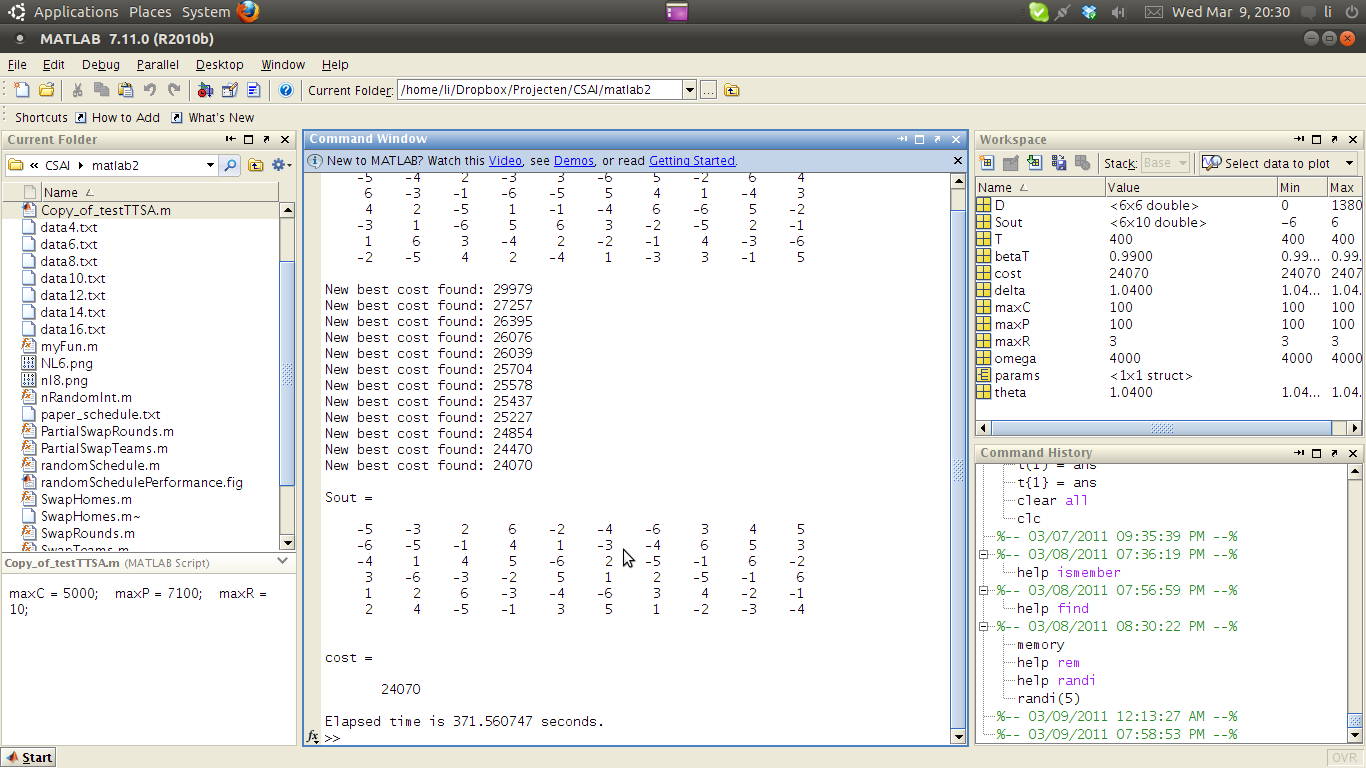 Applications Places System
Wed Mar 9, 20:30 li
MATLAB 7.11.0 (R2010b)
File Edit Debug Parallel Desktop Window Help
Current Folder: /home/li/Dropbox/Projecten/CSAI/matlab2 ...
Shortcuts How to Add What's New
Current Folder
« CSAI matlab2
Name
Copy_of_testTTSA.m
data4.txt
data6.txt
data8.txt
data10.txt
data12.txt
data14.txt
data16.txt
myFun.m
NL6.png
nl8.png
nRandomInt.m
paper_schedule.txt
PartialSwapRounds.m
PartialSwapTeams.m
randomSchedule.m
randomSchedulePerformance.fig
SwapHomes.m
SwapHomes.m~
SwapRounds.m
SwapTeams.m
Copy_of_testTTSA.m (MATLAB Script)
maxC = 5000; maxP = 7100; maxR =
10;
Start
Command Window
New to MATLAB? Watch this Video, see Demos, or read Getting Started.
-5 -4 2 -3 3 -6 5 -2 6 4
6 -3 -1 -6 -5 5 4 1 -4 3
4 2 -5 1 -1 -4 6 -6 5 -2
-3 1 -6 5 6 3 -2 -5 2 -1
1 6 3 -4 2 -2 -1 4 -3 -6
-2 -5 4 2 -4 1 -3 3 -1 5
New best cost found: 29979
New best cost found: 27257
New best cost found: 26395
New best cost found: 26076
New best cost found: 26039
New best cost found: 25704
New best cost found: 25578
New best cost found: 25437
New best cost found: 25227
New best cost found: 24854
New best cost found: 24470
New best cost found: 24070
Sout =
-5 -3 2 6 -2 -4 -6 3 4 5
-6 -5 -1 4 1 -3 -4 6 5 3
-4 1 4 5 -6 2 -5 -1 6 -2
3 -6 -3 -2 5 1 2 -5 -1 6
1 2 6 -3 -4 -6 3 4 -2 -1
2 4 -5 -1 3 5 1 -2 -3 -4
cost =
24070
Elapsed time is 371.560747 seconds.
fx >>
Workspace
Stack: Base Select data to plot
Name Value Min Max
D <6x6 double> 0 1380
Sout <6x10 double> -6 6
T 400 400 400
betaT 0.9900 0.99... 0.99.
cost 24070 24070 2407
delta 1.0400 1.04... 1.04.
maxC 100 100 100
maxP 100 100 100
maxR 3 3 3
omega 4000 4000 4000
params <1x1 struct>
theta 1.0400 1.04... 1.04.
Command History
t(1) = ans
t{1} = ans
clear all
clc
%-- 03/07/2011 09:35:39 PM --%
%-- 03/08/2011 07:36:19 PM --%
help ismember
%-- 03/08/2011 07:56:59 PM --%
help find
%-- 03/08/2011 08:30:22 PM --%
memory
help rem
help randi
randi(5)
%-- 03/09/2011 12:13:27 AM --%
%-- 03/09/2011 07:58:53 PM --%
OVR